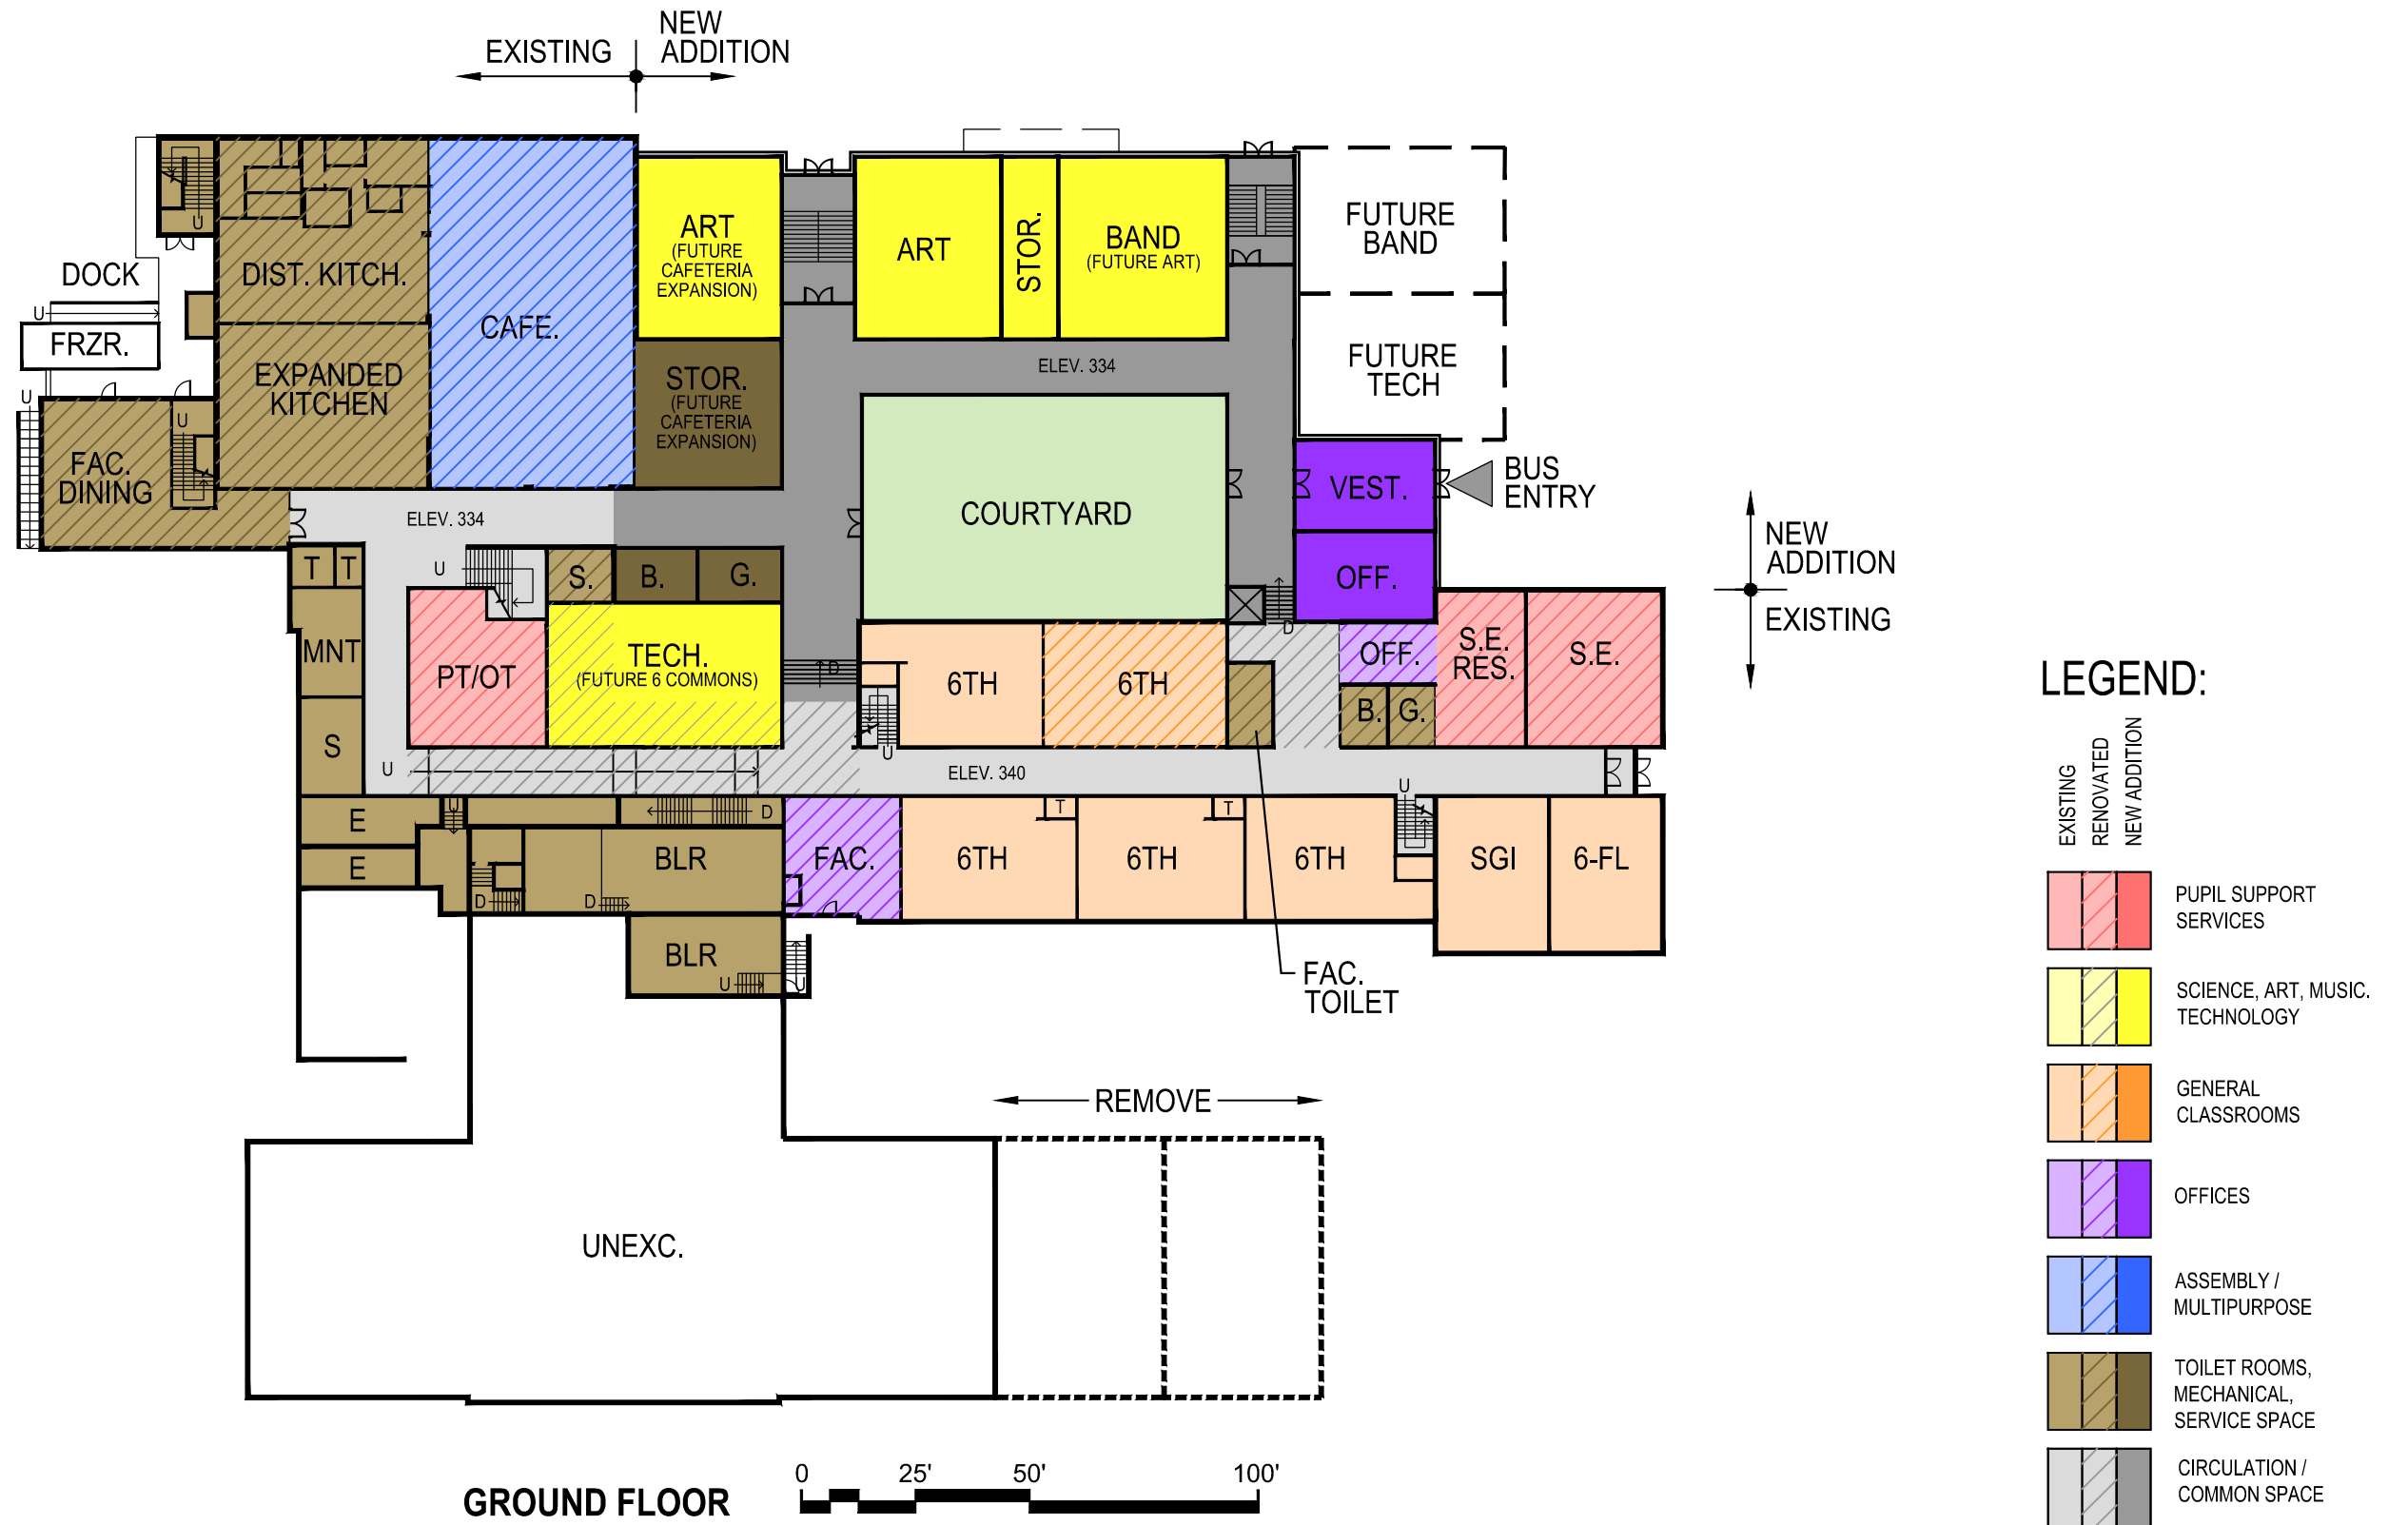 NEW
EXISTING ADDITION
ART
(FUTURE
CAFETERIA
EXPANSION)
ART
STOR.
BAND
(FUTURE ART)
FUTURE
BAND
DOCK
DIST. KITCH.
U
U
FRZR.
CAFE.
EXPANDED
KITCHEN
STOR.
(FUTURE
CAFETERIA
EXPANSION)
ELEV. 334
FUTURE
TECH
U
U
FAC.
DINING
COURTYARD
VEST.
BUS
ENTRY
ELEV. 334
NEW
ADDITION
EXISTING
T
T
U
S.
B.
G.
OFF.
MNT
PT/OT
TECH.
(FUTURE 6 COMMONS)
D
6TH
6TH
D
OFF.
S.E.
RES.
S.E.
B.
G.
S
U
U
ELEV. 340
U
E
U
D
T
T
E
BLR
FAC.
6TH
6TH
6TH
SGI
6-FL
D
D
BLR
U
U
FAC.
TOILET
REMOVE
UNEXC.
GROUND FLOOR
0 25' 50' 100'
LEGEND:
EXISTING
RENOVATED
NEW ADDITION
PUPIL SUPPORT
SERVICES
SCIENCE, ART, MUSIC.
TECHNOLOGY
GENERAL
CLASSROOMS
OFFICES
ASSEMBLY /
MULTIPURPOSE
TOILET ROOMS,
MECHANICAL,
SERVICE SPACE
CIRCULATION /
COMMON SPACE